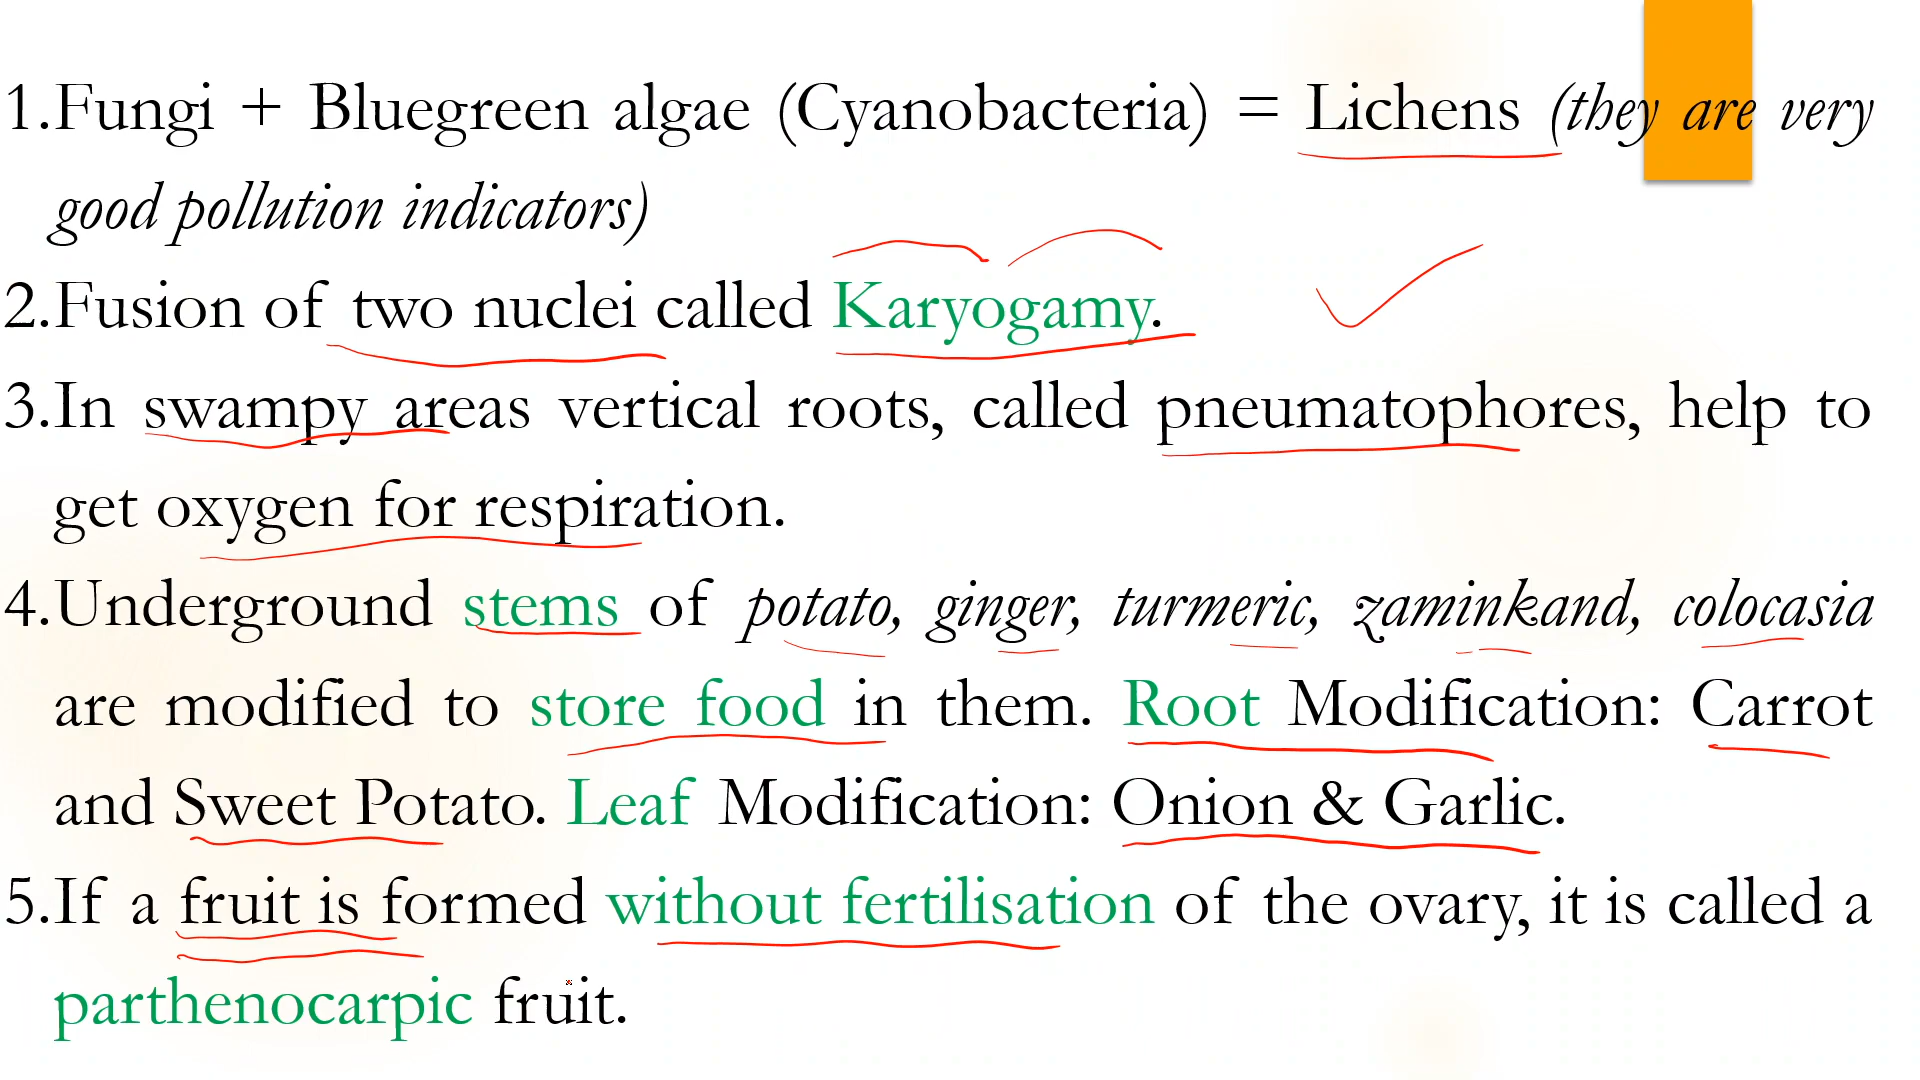 1.Fungi + Bluegreen algae (Cyanobacteria) = Lichens (they are very
good pollution indicators)
2.Fusion of two nuclei called Karyogamy.
3.In swampy areas vertical roots, called pneumatophores, help to
get oxygen for respiration.
4.Underground stems of potato, ginger, turmeric, zaminkand, colocasia
are modified to store food in them. Root Modification: Carrot
and Sweet Potato. Leaf Modification: Onion & Garlic.
5.If a fruit is formed without fertilisation of the ovary, it is called a
parthenocarpic fruit.